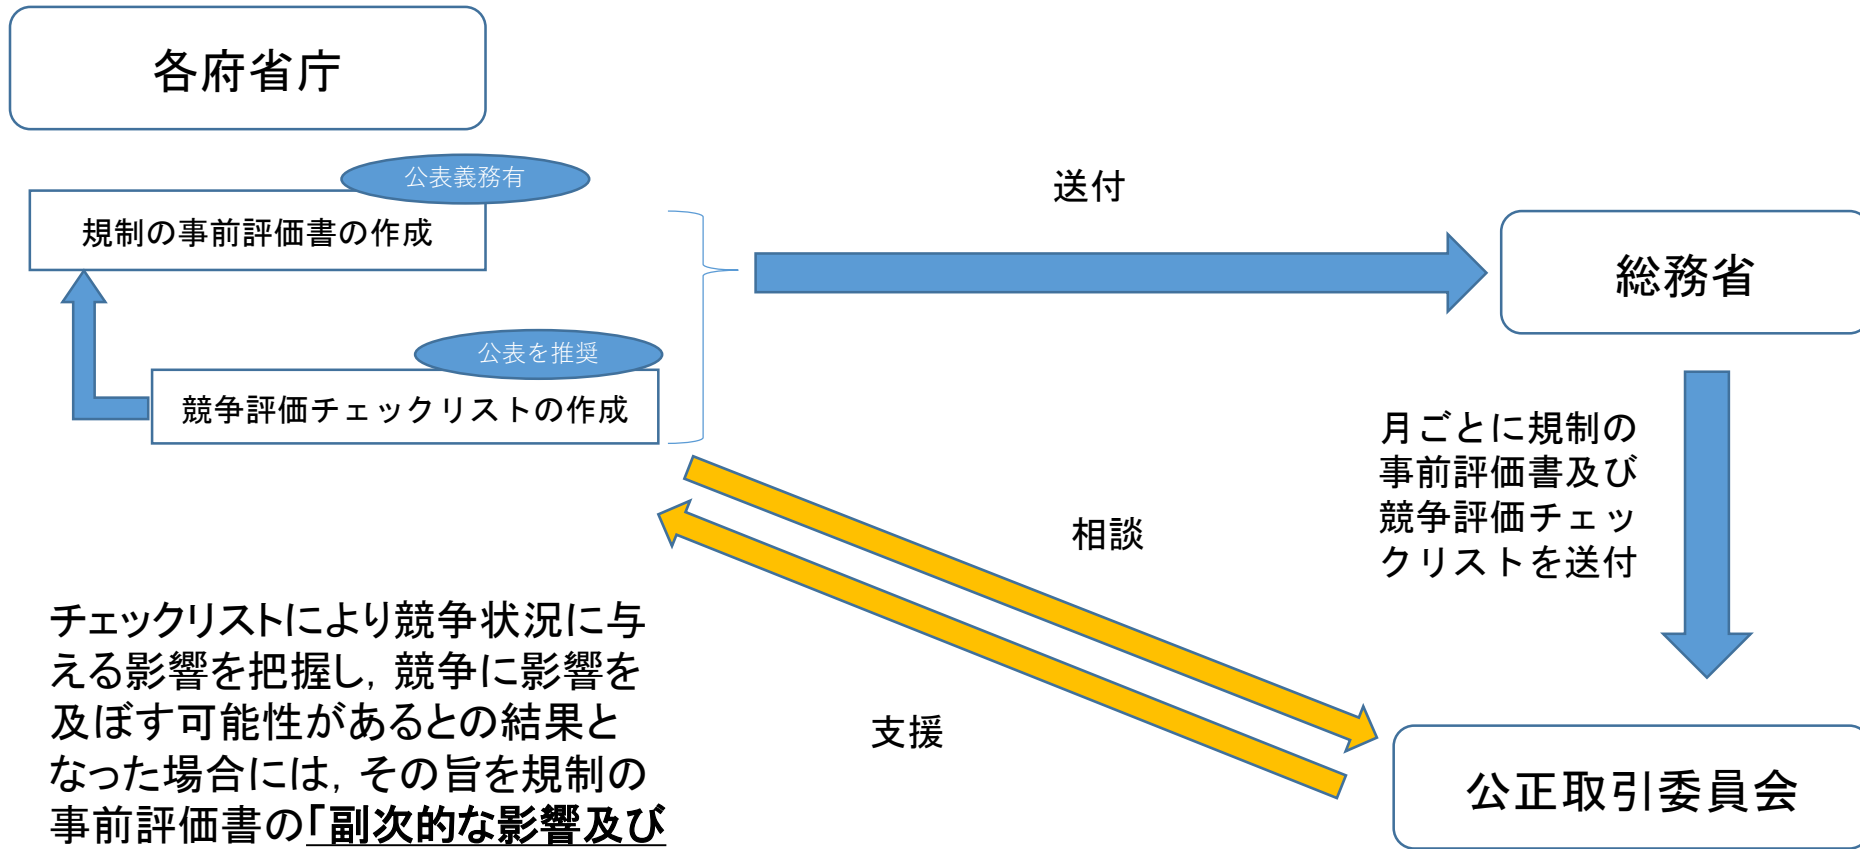 各府省庁
公表義務有
規制の事前評価書の作成
公表を推奨
競争評価チェックリストの作成
送付
総務省
月ごとに規制の
事前評価書及び
競争評価チェッ
クリストを送付
相談
支援
公正取引委員会
チェックリストにより競争状況に与
える影響を把握し，競争に影響を
及ぼす可能性があるとの結果と
なった場合には，その旨を規制の
事前評価書の「副次的な影響及び